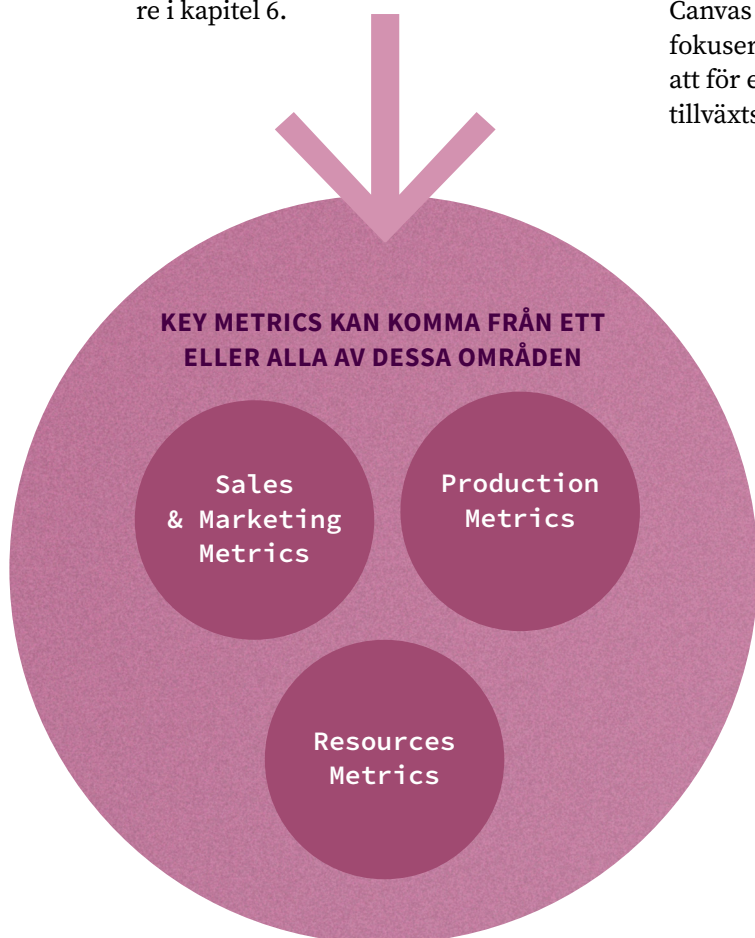 re i kapitel 6.
Canvas
fokuser
att för e
tillväxts
KEY METRICS KAN KOMMA FRÅN ETT
ELLER ALLA AV DESSA OMRÅDEN
Sales
& Marketing
Metrics
Production
Metrics
Resources
Metrics